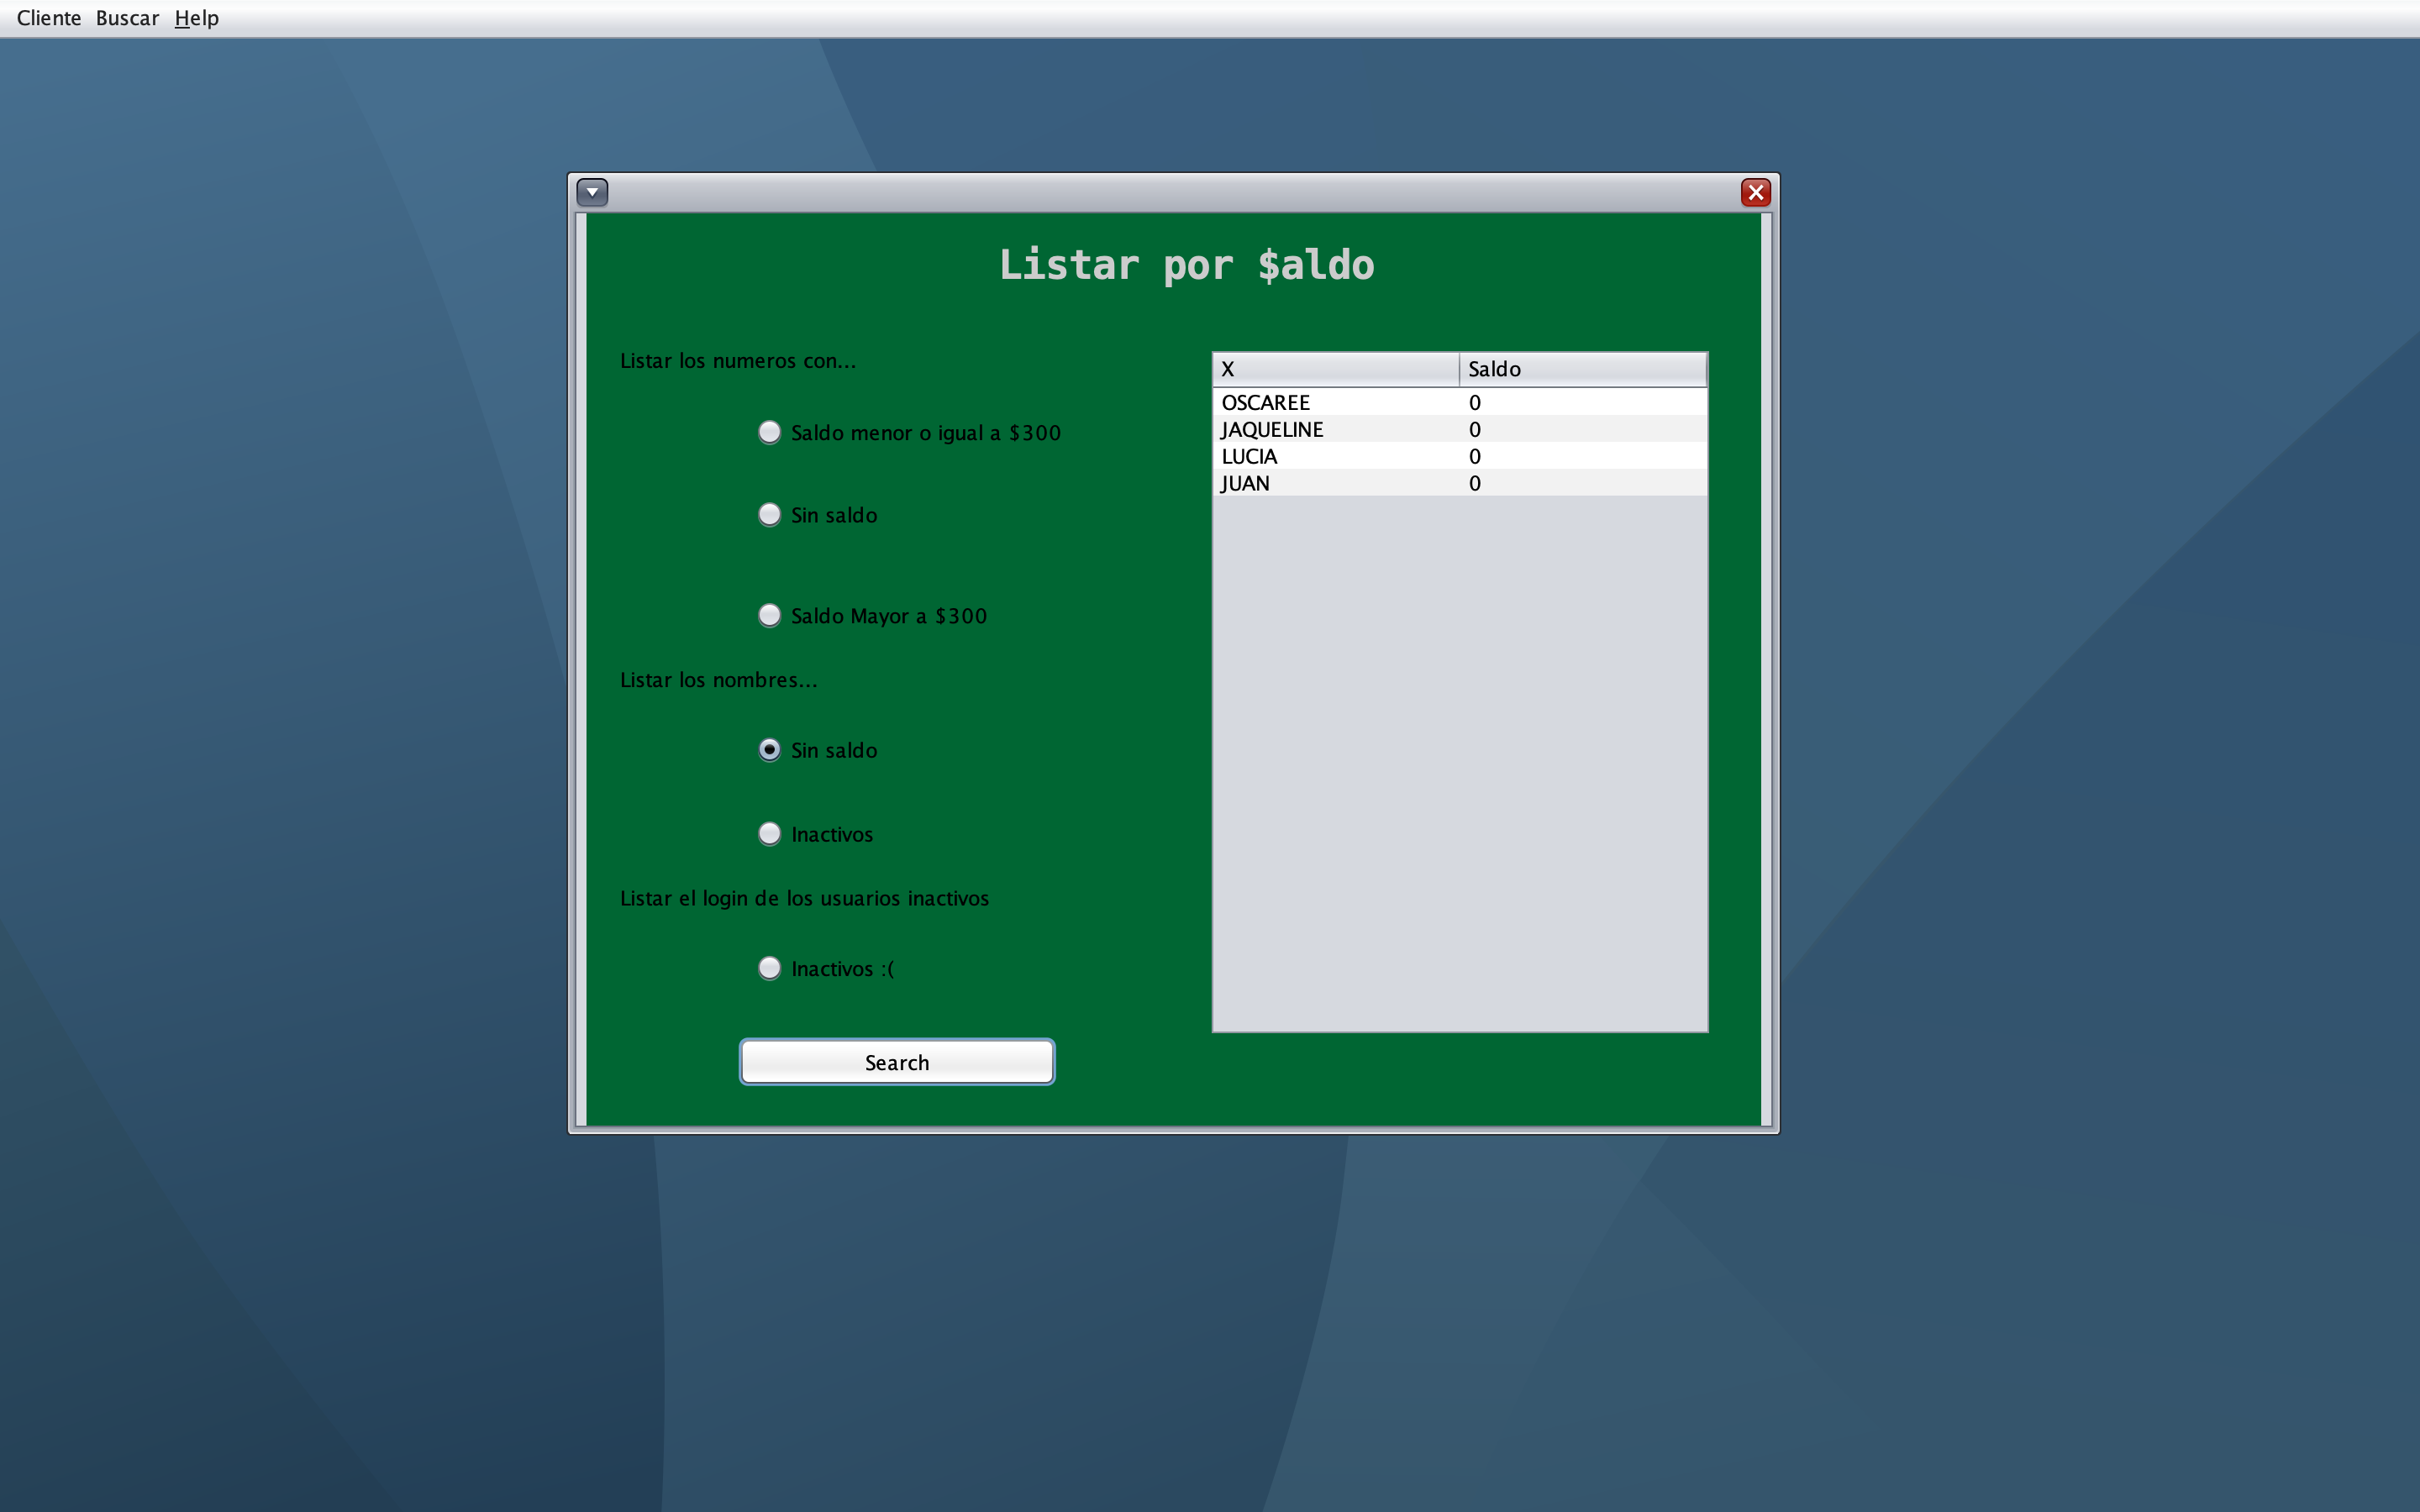 Cliente Buscar Help
Listar por $aldo
Listar los numeros con...
Saldo menor o igual a $300
Sin saldo
Saldo Mayor a $300
Listar los nombres...
Sin saldo
Inactivos
Listar el login de los usuarios inactivos
Inactivos :(
Search
X Saldo
OSCAREE 0
JAQUELINE 0
LUCIA 0
JUAN 0